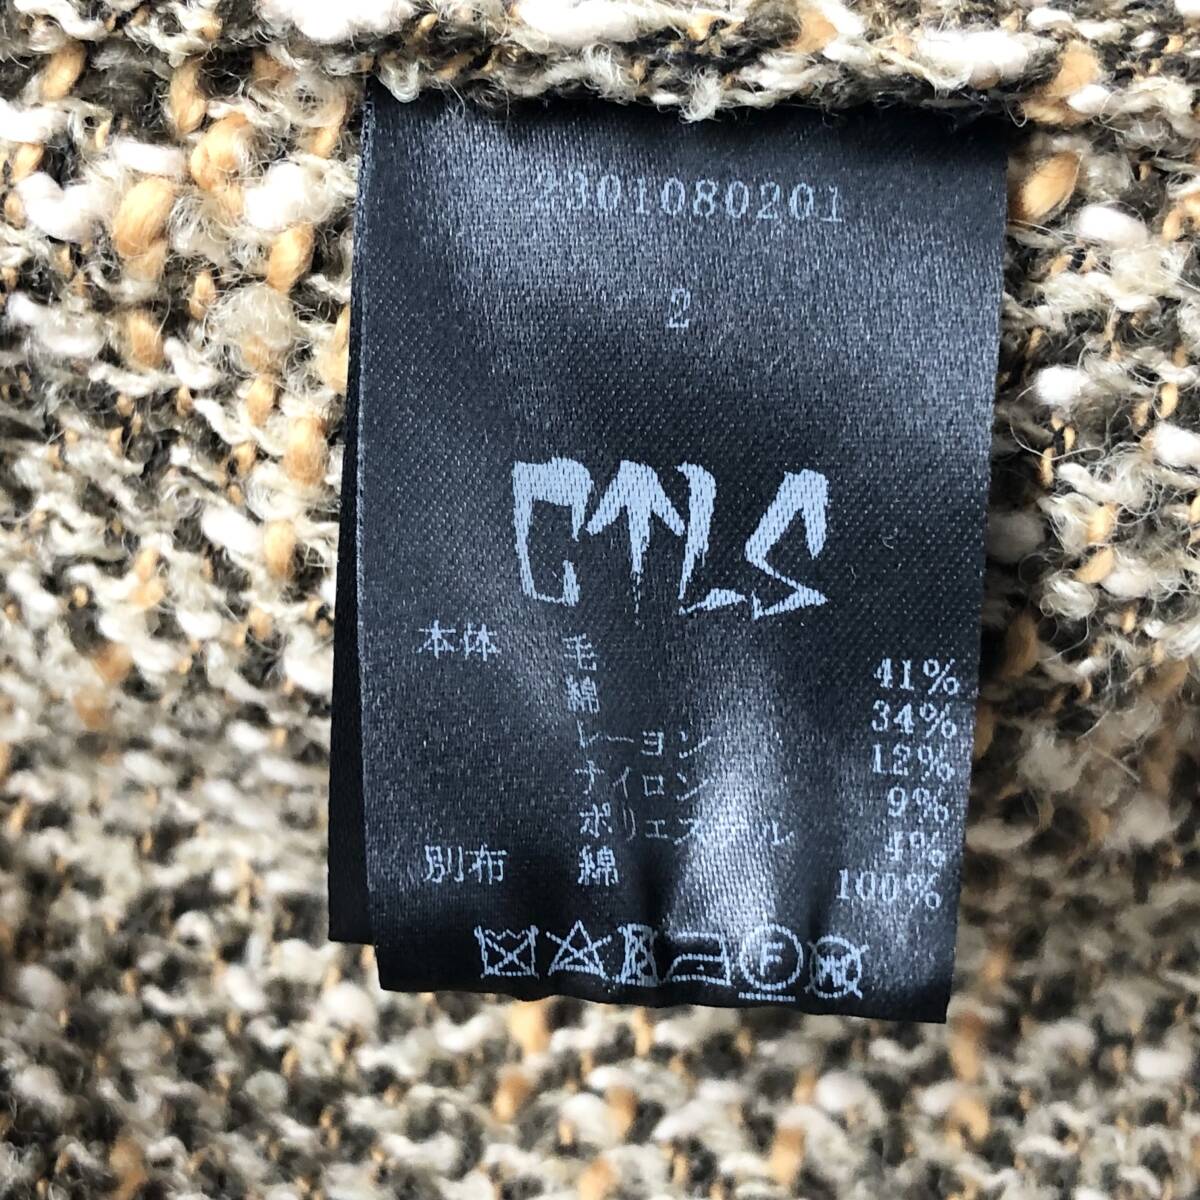 2301080201
2
CTLS
本体 毛 41%
綿 34%
レーヨン 12%
ナイロン 9%
ポリエステル 4%
別布 綿 100%
F W